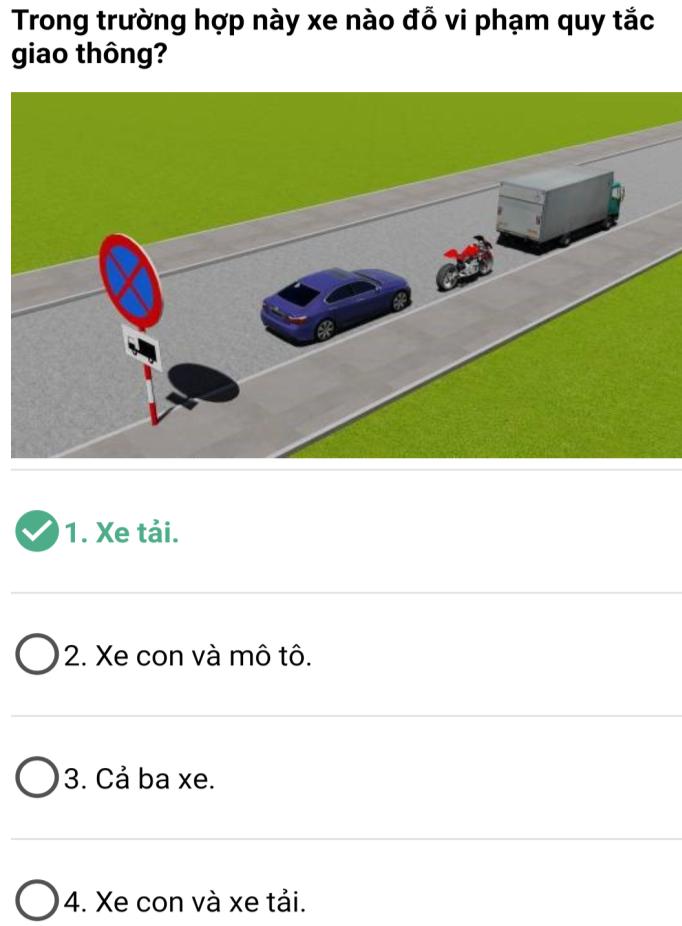 Trong trường hợp này xe nào đỗ vi phạm quy tắc
giao thông?
1. Xe tải.
2. Xe con và mô tô.
3. Cả ba xe.
4. Xe con và xe tải.